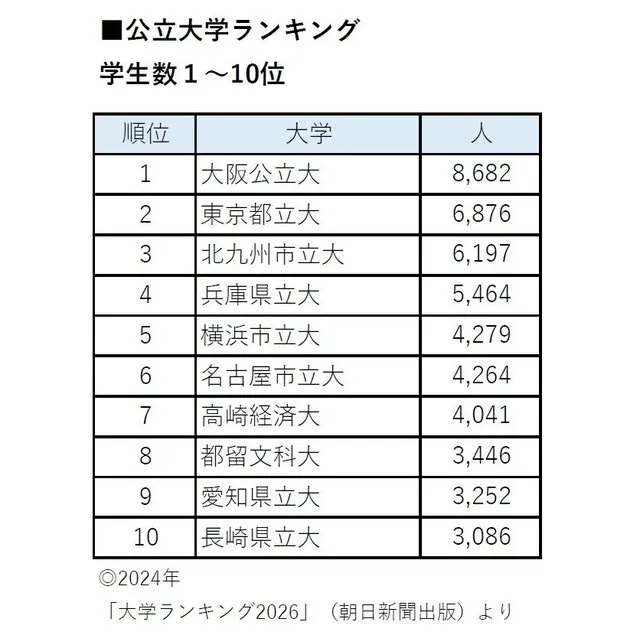 ■公立大学ランキング
学生数１～10位
順位 大学 人
1 大阪公立大 8,682
2 東京都立大 6,876
3 北九州市立大 6,197
4 兵庫県立大 5,464
5 横浜市立大 4,279
6 名古屋市立大 4,264
7 高崎経済大 4,041
8 都留文科大 3,446
9 愛知県立大 3,252
10 長崎県立大 3,086
◎2024年
「大学ランキング2026」（朝日新聞出版）より